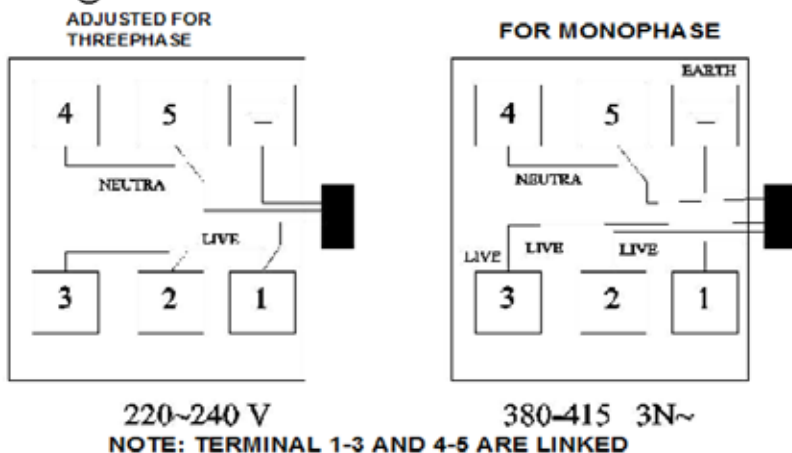 ADJUSTED FOR
THREEPHASE
4
5
NEUTRA
LIVE
3
2
1
220~240 V
FOR MONOPHASE
EARTH
4
5
NEUTRA
LIVE
LIVE
LIVE
3
2
1
380-415 3N~
NOTE: TERMINAL 1-3 AND 4-5 ARE LINKED